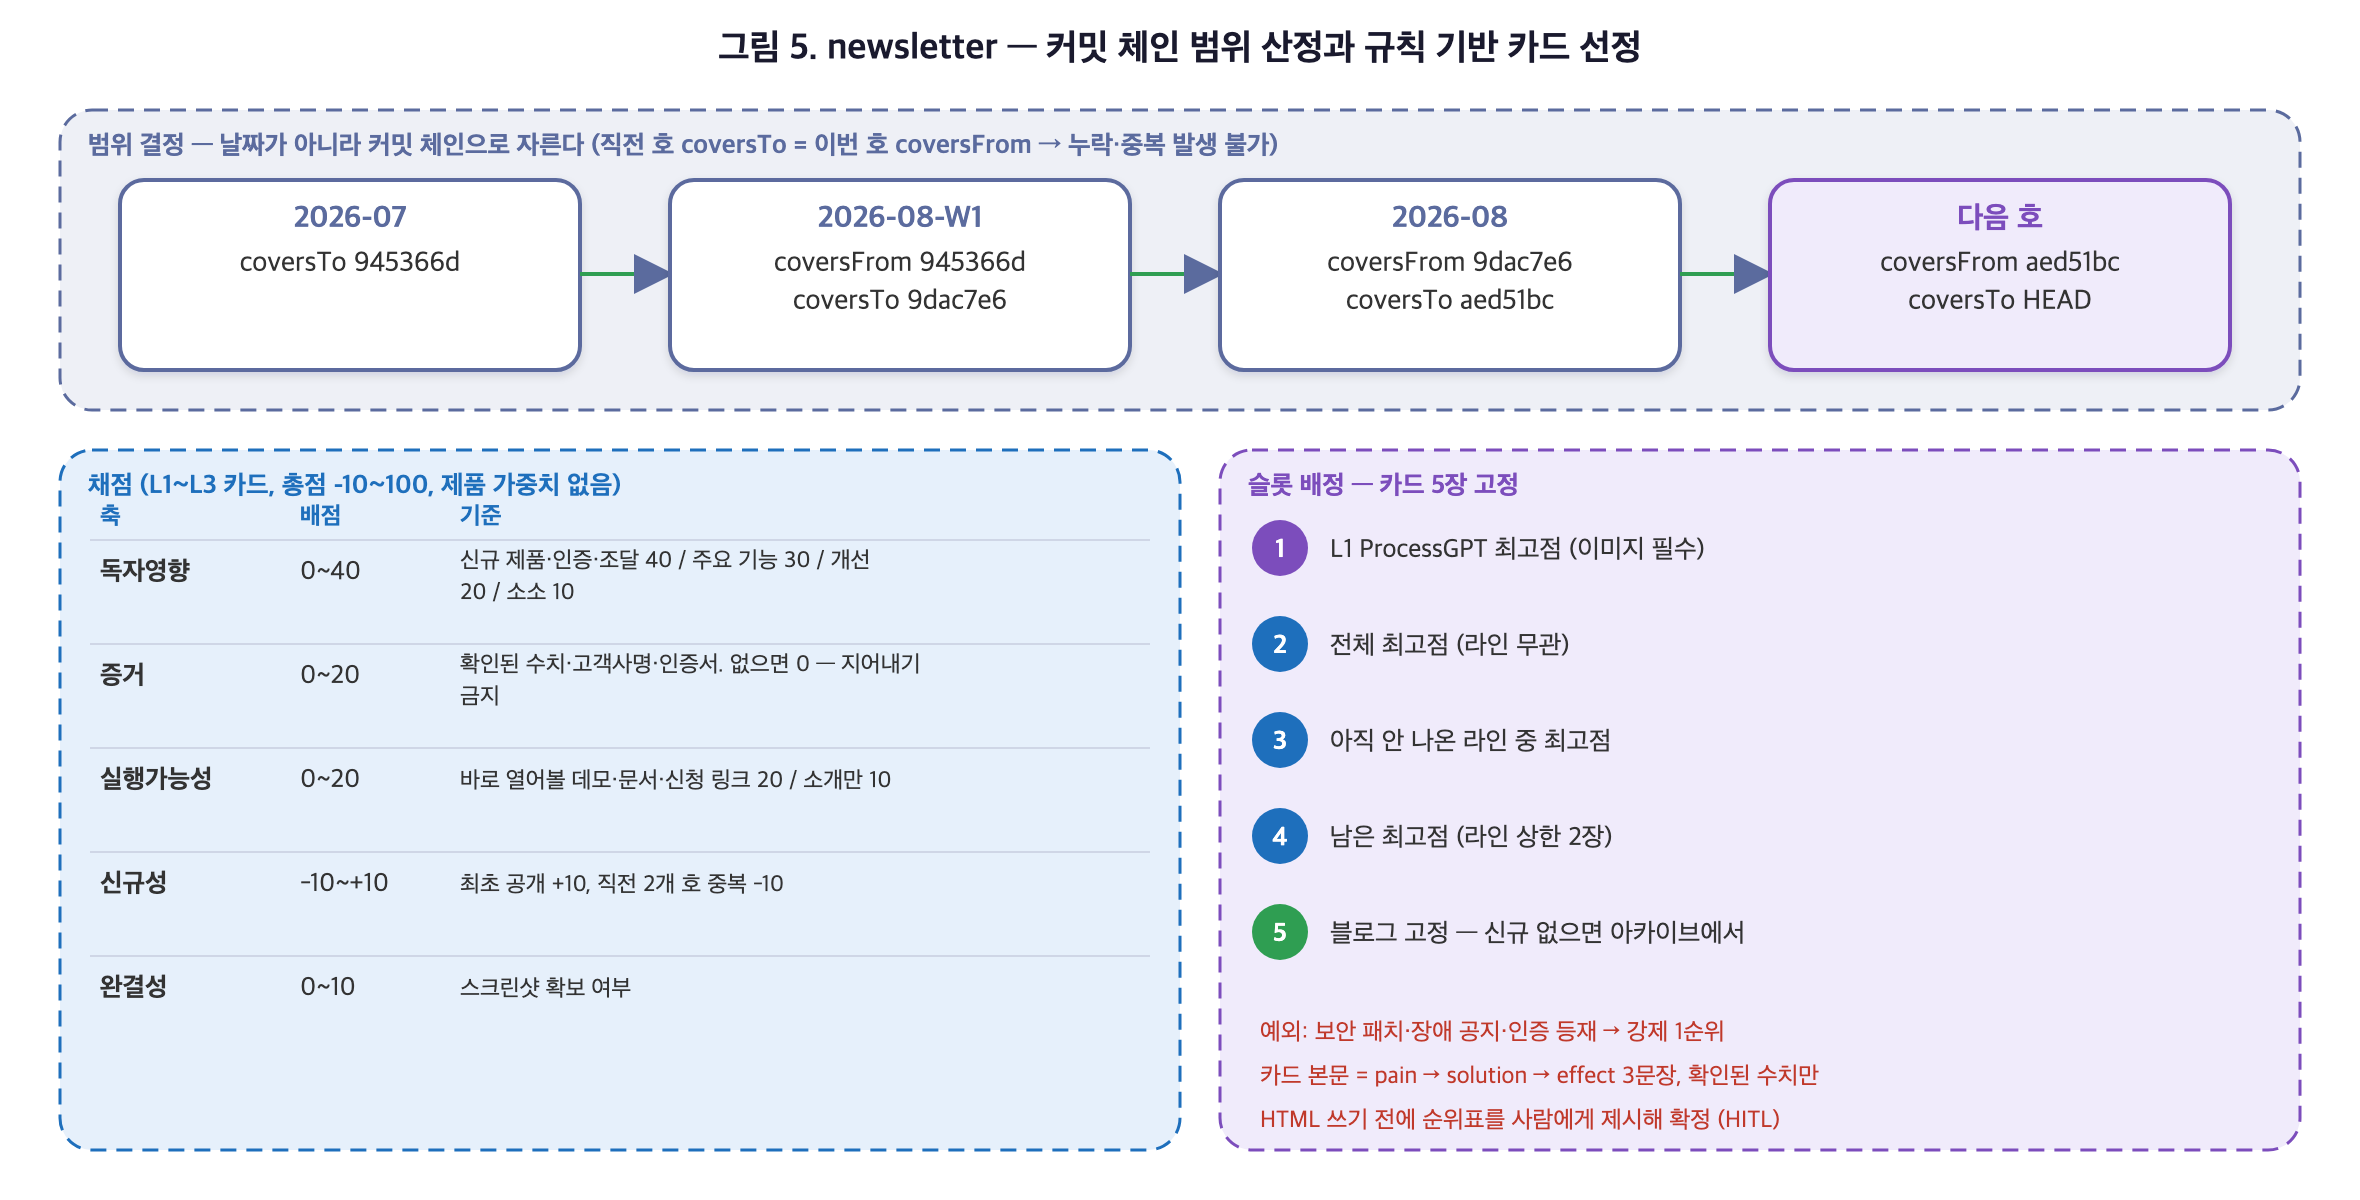 그림 5. newsletter — 커밋 체인 범위 산정과 규칙 기반 카드 선정
범위 결정 — 날짜가 아니라 커밋 체인으로 자른다 (직전 호 coversTo = 이번 호 coversFrom → 누락·중복 발생 불가)
2026-07
coversTo 945366d
2026-08-W1
coversFrom 945366d
coversTo 9dac7e6
2026-08
coversFrom 9dac7e6
coversTo aed51bc
다음 호
coversFrom aed51bc
coversTo HEAD
채점 (L1~L3 카드, 총점 -10~100, 제품 가중치 없음)
축 배점 기준
독자영향 0~40 신규 제품·인증·조달 40 / 주요 기능 30 / 개선
20 / 소소 10
증거 0~20 확인된 수치·고객사명·인증서. 없으면 0 — 지어내기
금지
실행가능성 0~20 바로 열어볼 데모·문서·신청 링크 20 / 소개만 10
신규성 -10~+10 최초 공개 +10, 직전 2개 호 중복 -10
완결성 0~10 스크린샷 확보 여부
슬롯 배정 — 카드 5장 고정
1 L1 ProcessGPT 최고점 (이미지 필수)
2 전체 최고점 (라인 무관)
3 아직 안 나온 라인 중 최고점
4 남은 최고점 (라인 상한 2장)
5 블로그 고정 — 신규 없으면 아카이브에서
예외: 보안 패치·장애 공지·인증 등재 → 강제 1순위
카드 본문 = pain → solution → effect 3문장, 확인된 수치만
HTML 쓰기 전에 순위표를 사람에게 제시해 확정 (HITL)